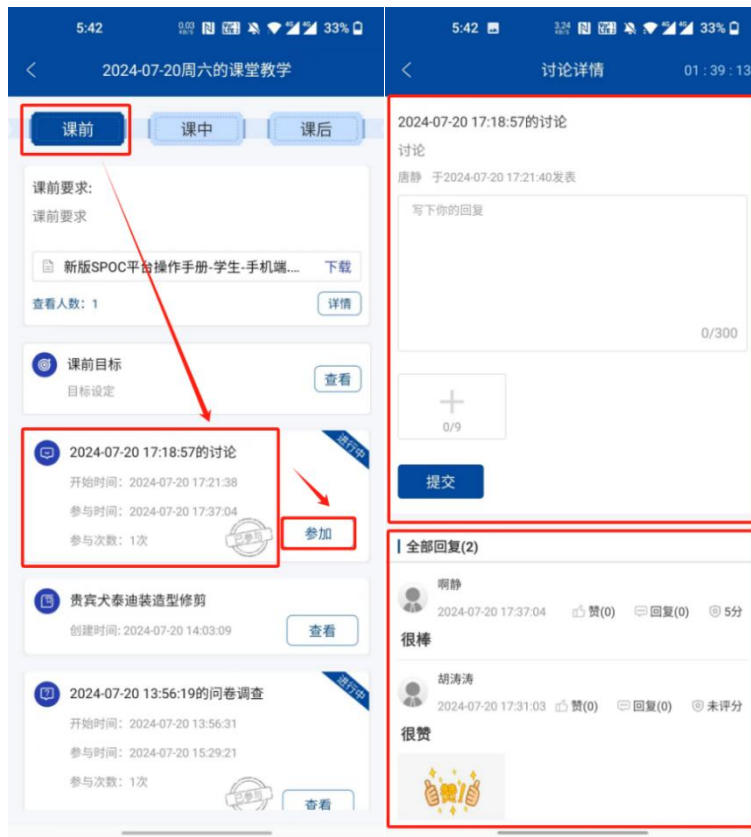 5:42
0.03 KB/S
33%
2024-07-20周六的课堂教学
课前
课中
课后
课前要求:
课前要求
新版SPOC平台操作手册-学生-手机端....
下载
查看人数: 1
详情
课前目标
目标设定
查看
2024-07-20 17:18:57的讨论
进行中
开始时间: 2024-07-20 17:21:38
参与时间: 2024-07-20 17:37:04
参与次数: 1次
已参与
参加
贵宾犬泰迪装造型修剪
创建时间: 2024-07-20 14:03:09
查看
2024-07-20 13:56:19的问卷调查
进行中
开始时间: 2024-07-20 13:56:31
参与时间: 2024-07-20 15:29:21
参与次数: 1次
已参与
查看
5:42
3.24 KB/S
33%
讨论详情
01 : 39 : 13
2024-07-20 17:18:57的讨论
讨论
唐静 于2024-07-20 17:21:40发表
写下你的回复
0/300
0/9
提交
全部回复(2)
啊静
2024-07-20 17:37:04 赞(0) 回复(0) 5分
很棒
胡涛涛
2024-07-20 17:31:03 赞(0) 回复(0) 未评分
很赞